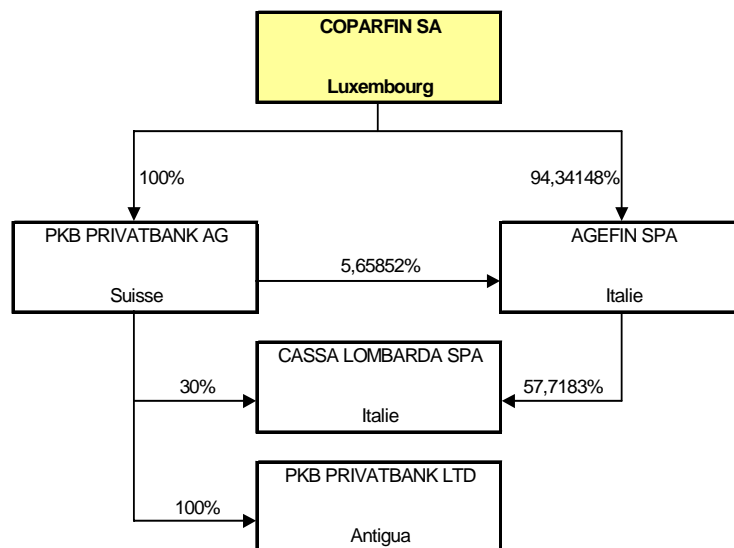 COPARFIN SA
Luxembourg
100%
94,34148%
PKB PRIVATBANK AG
Suisse
5,65852%
AGEFIN SPA
Italie
CASSA LOMBARDA SPA
Italie
30%
57,7183%
PKB PRIVATBANK LTD
Antigua
100%